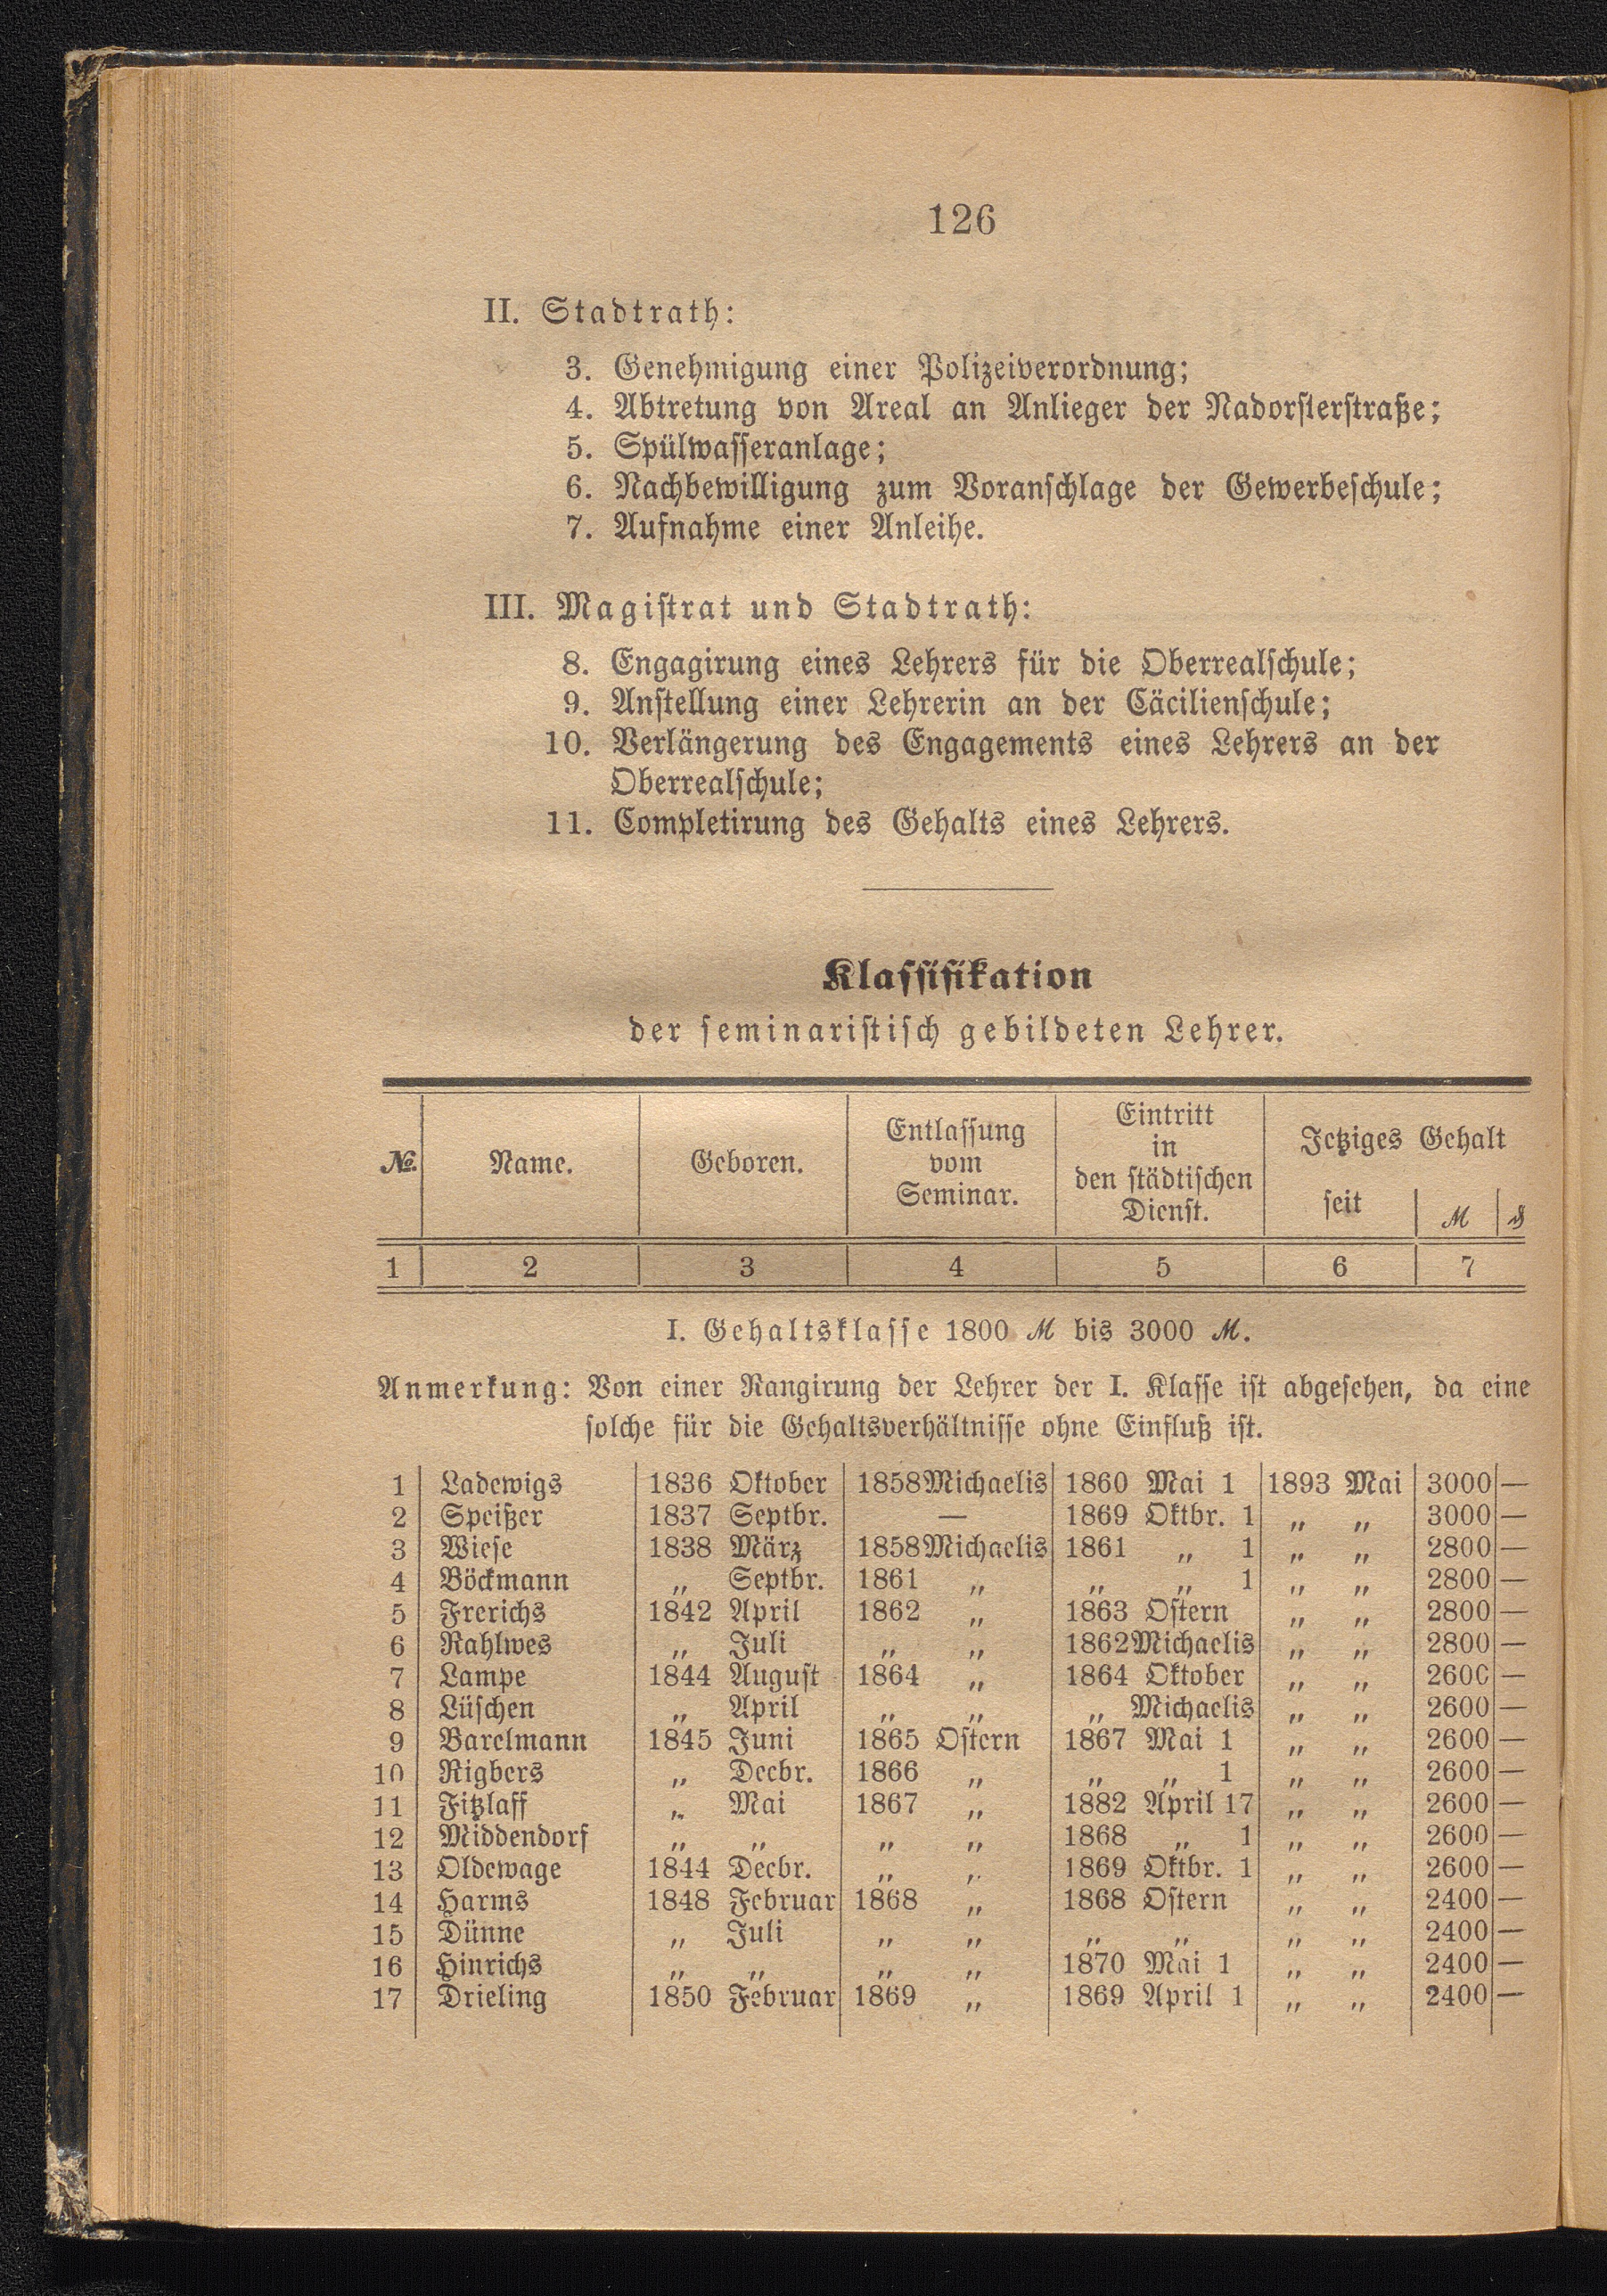 126
II. Stadtrath:
3. Genehmigung einer Polizeiverordnung;
4. Abtretung von Areal an Anlieger der Nadorsterstraße;
5. Spülwasseranlage;
6. Nachbewilligung zum Voranschlage der Gewerbeschule;
7. Aufnahme einer Anleihe.
III. Magistrat und Stadtrath:
8. Engagirung eines Lehrers für die Oberrealschule;
9. Anstellung einer Lehrerin an der Cäcilienschule;
10. Verlängerung des Engagements eines Lehrers an der
Oberrealschule;
11. Completirung des Gehalts eines Lehrers.
Klassifikation
der seminaristisch gebildeten Lehrer.
№. Name. Geboren. Entlassung vom Seminar. Eintritt in den städtischen Dienst. Jetziges Gehalt seit ℳ ₰
1 2 3 4 5 6 7
I. Gehaltsklasse 1800 ℳ bis 3000 ℳ.
Anmerkung: Von einer Rangirung der Lehrer der I. Klasse ist abgesehen, da eine
solche für die Gehaltsverhältnisse ohne Einfluß ist.
1 Ladewigs 1836 Oktober 1858 Michaelis 1860 Mai 1 1893 Mai 3000 —
2 Speißer 1837 Septbr. — 1869 Oktbr. 1 „ „ 3000 —
3 Wiese 1838 März 1858 Michaelis 1861 „ 1 „ „ 2800 —
4 Böckmann „ Septbr. 1861 „ „ „ 1 „ „ 2800 —
5 Frerichs 1842 April 1862 „ 1863 Ostern „ „ 2800 —
6 Rahlwes „ Juli „ „ 1862 Michaelis „ „ 2800 —
7 Lampe 1844 August 1864 „ 1864 Oktober „ „ 2600 —
8 Lüschen „ April „ „ „ Michaelis „ „ 2600 —
9 Barelmann 1845 Juni 1865 Ostern 1867 Mai 1 „ „ 2600 —
10 Rigbers „ Decbr. 1866 „ „ „ 1 „ „ 2600 —
11 Fitzlaff „ Mai 1867 „ 1882 April 17 „ „ 2600 —
12 Middendorf „ „ „ „ 1868 „ 1 „ „ 2600 —
13 Oldewage 1844 Decbr. „ „ 1869 Oktbr. 1 „ „ 2600 —
14 Harms 1848 Februar 1868 „ 1868 Ostern „ „ 2400 —
15 Dünne „ Juli „ „ „ „ „ „ 2400 —
16 Hinrichs „ „ „ „ 1870 Mai 1 „ „ 2400 —
17 Drieling 1850 Februar 1869 „ 1869 April 1 „ „ 2400 —